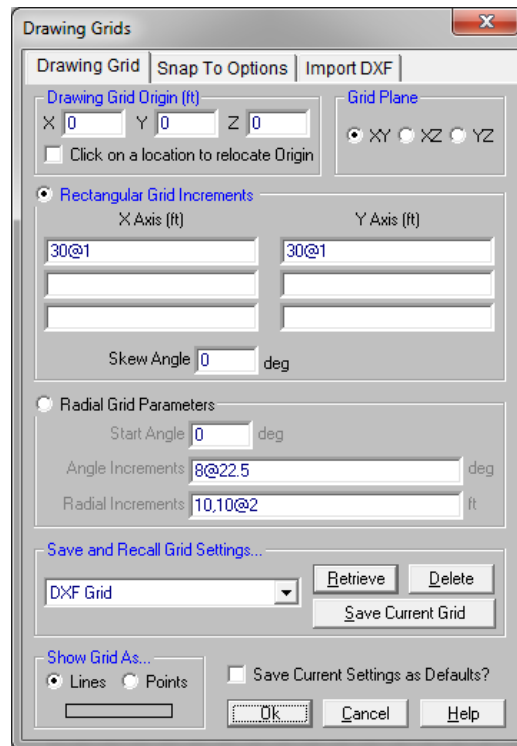 Drawing Grids
Drawing Grid Snap To Options Import DXF
Drawing Grid Origin (ft)
X 0 Y 0 Z 0
Click on a location to relocate Origin
Grid Plane
XY XZ YZ
Rectangular Grid Increments
X Axis (ft) Y Axis (ft)
30@1 30@1
Skew Angle 0 deg
Radial Grid Parameters
Start Angle 0 deg
Angle Increments 8@22.5 deg
Radial Increments 10,10@2 ft
Save and Recall Grid Settings...
DXF Grid
Retrieve Delete
Save Current Grid
Show Grid As...
Lines Points
Save Current Settings as Defaults?
Ok Cancel Help